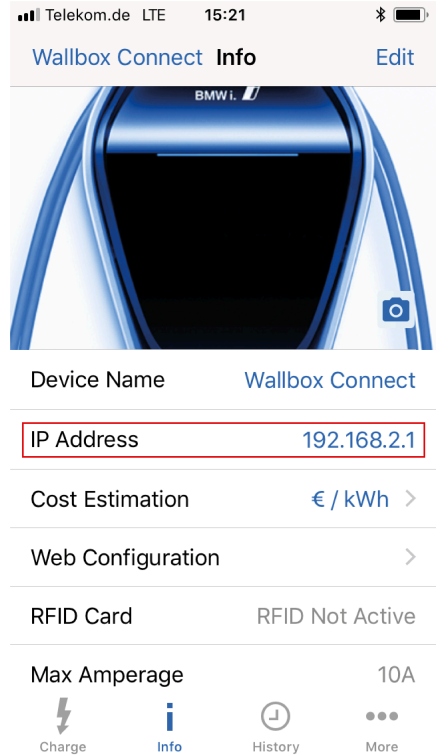 Telekom.de LTE 15:21
Wallbox Connect Info Edit
BMW i.
Device Name Wallbox Connect
IP Address 192.168.2.1
Cost Estimation € / kWh
Web Configuration
RFID Card RFID Not Active
Max Amperage 10A
Charge Info History More